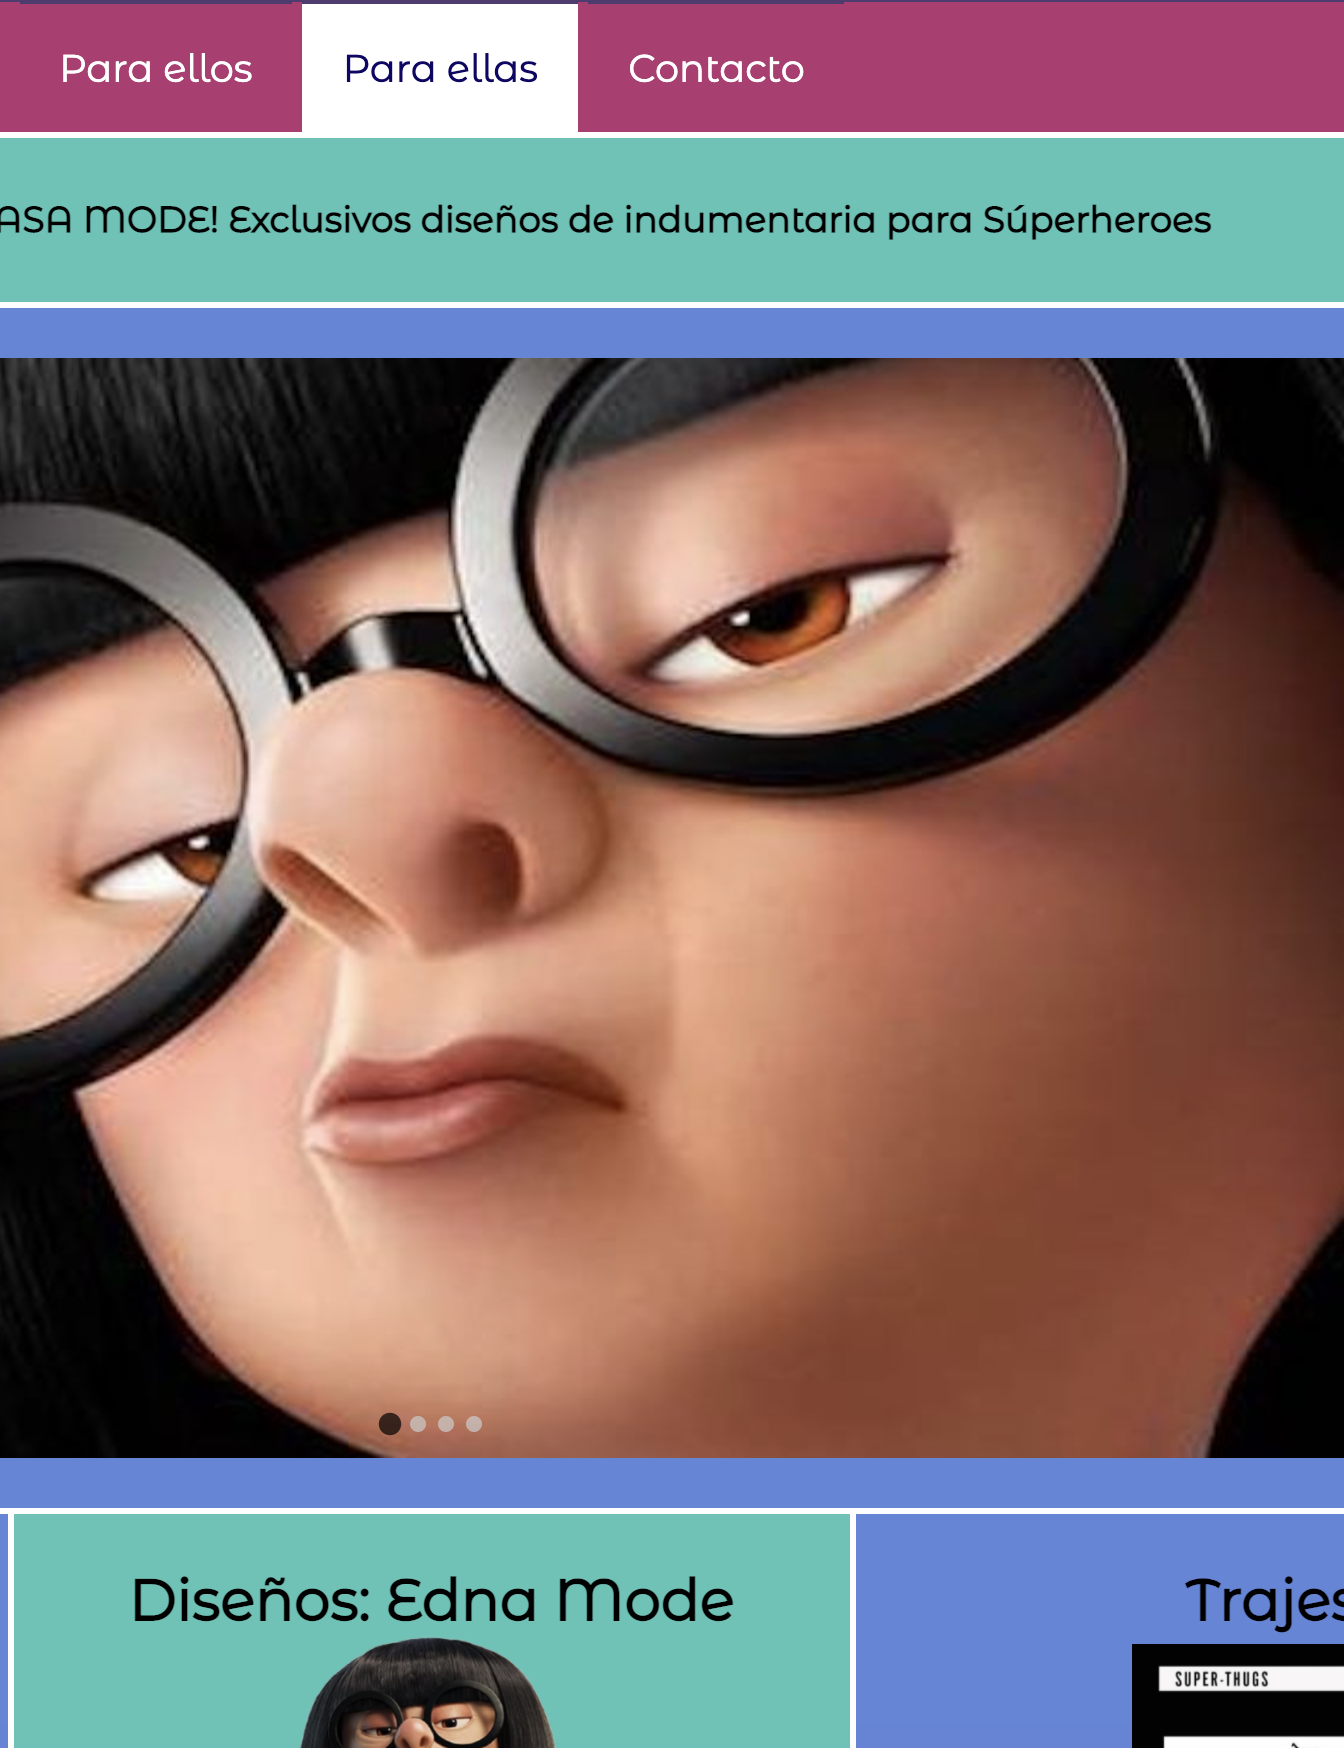 Para ellos Para ellas Contacto
ASA MODE! Exclusivos diseños de indumentaria para Súperheroes
Diseños: Edna Mode
Trajes
SUPER-THUGS